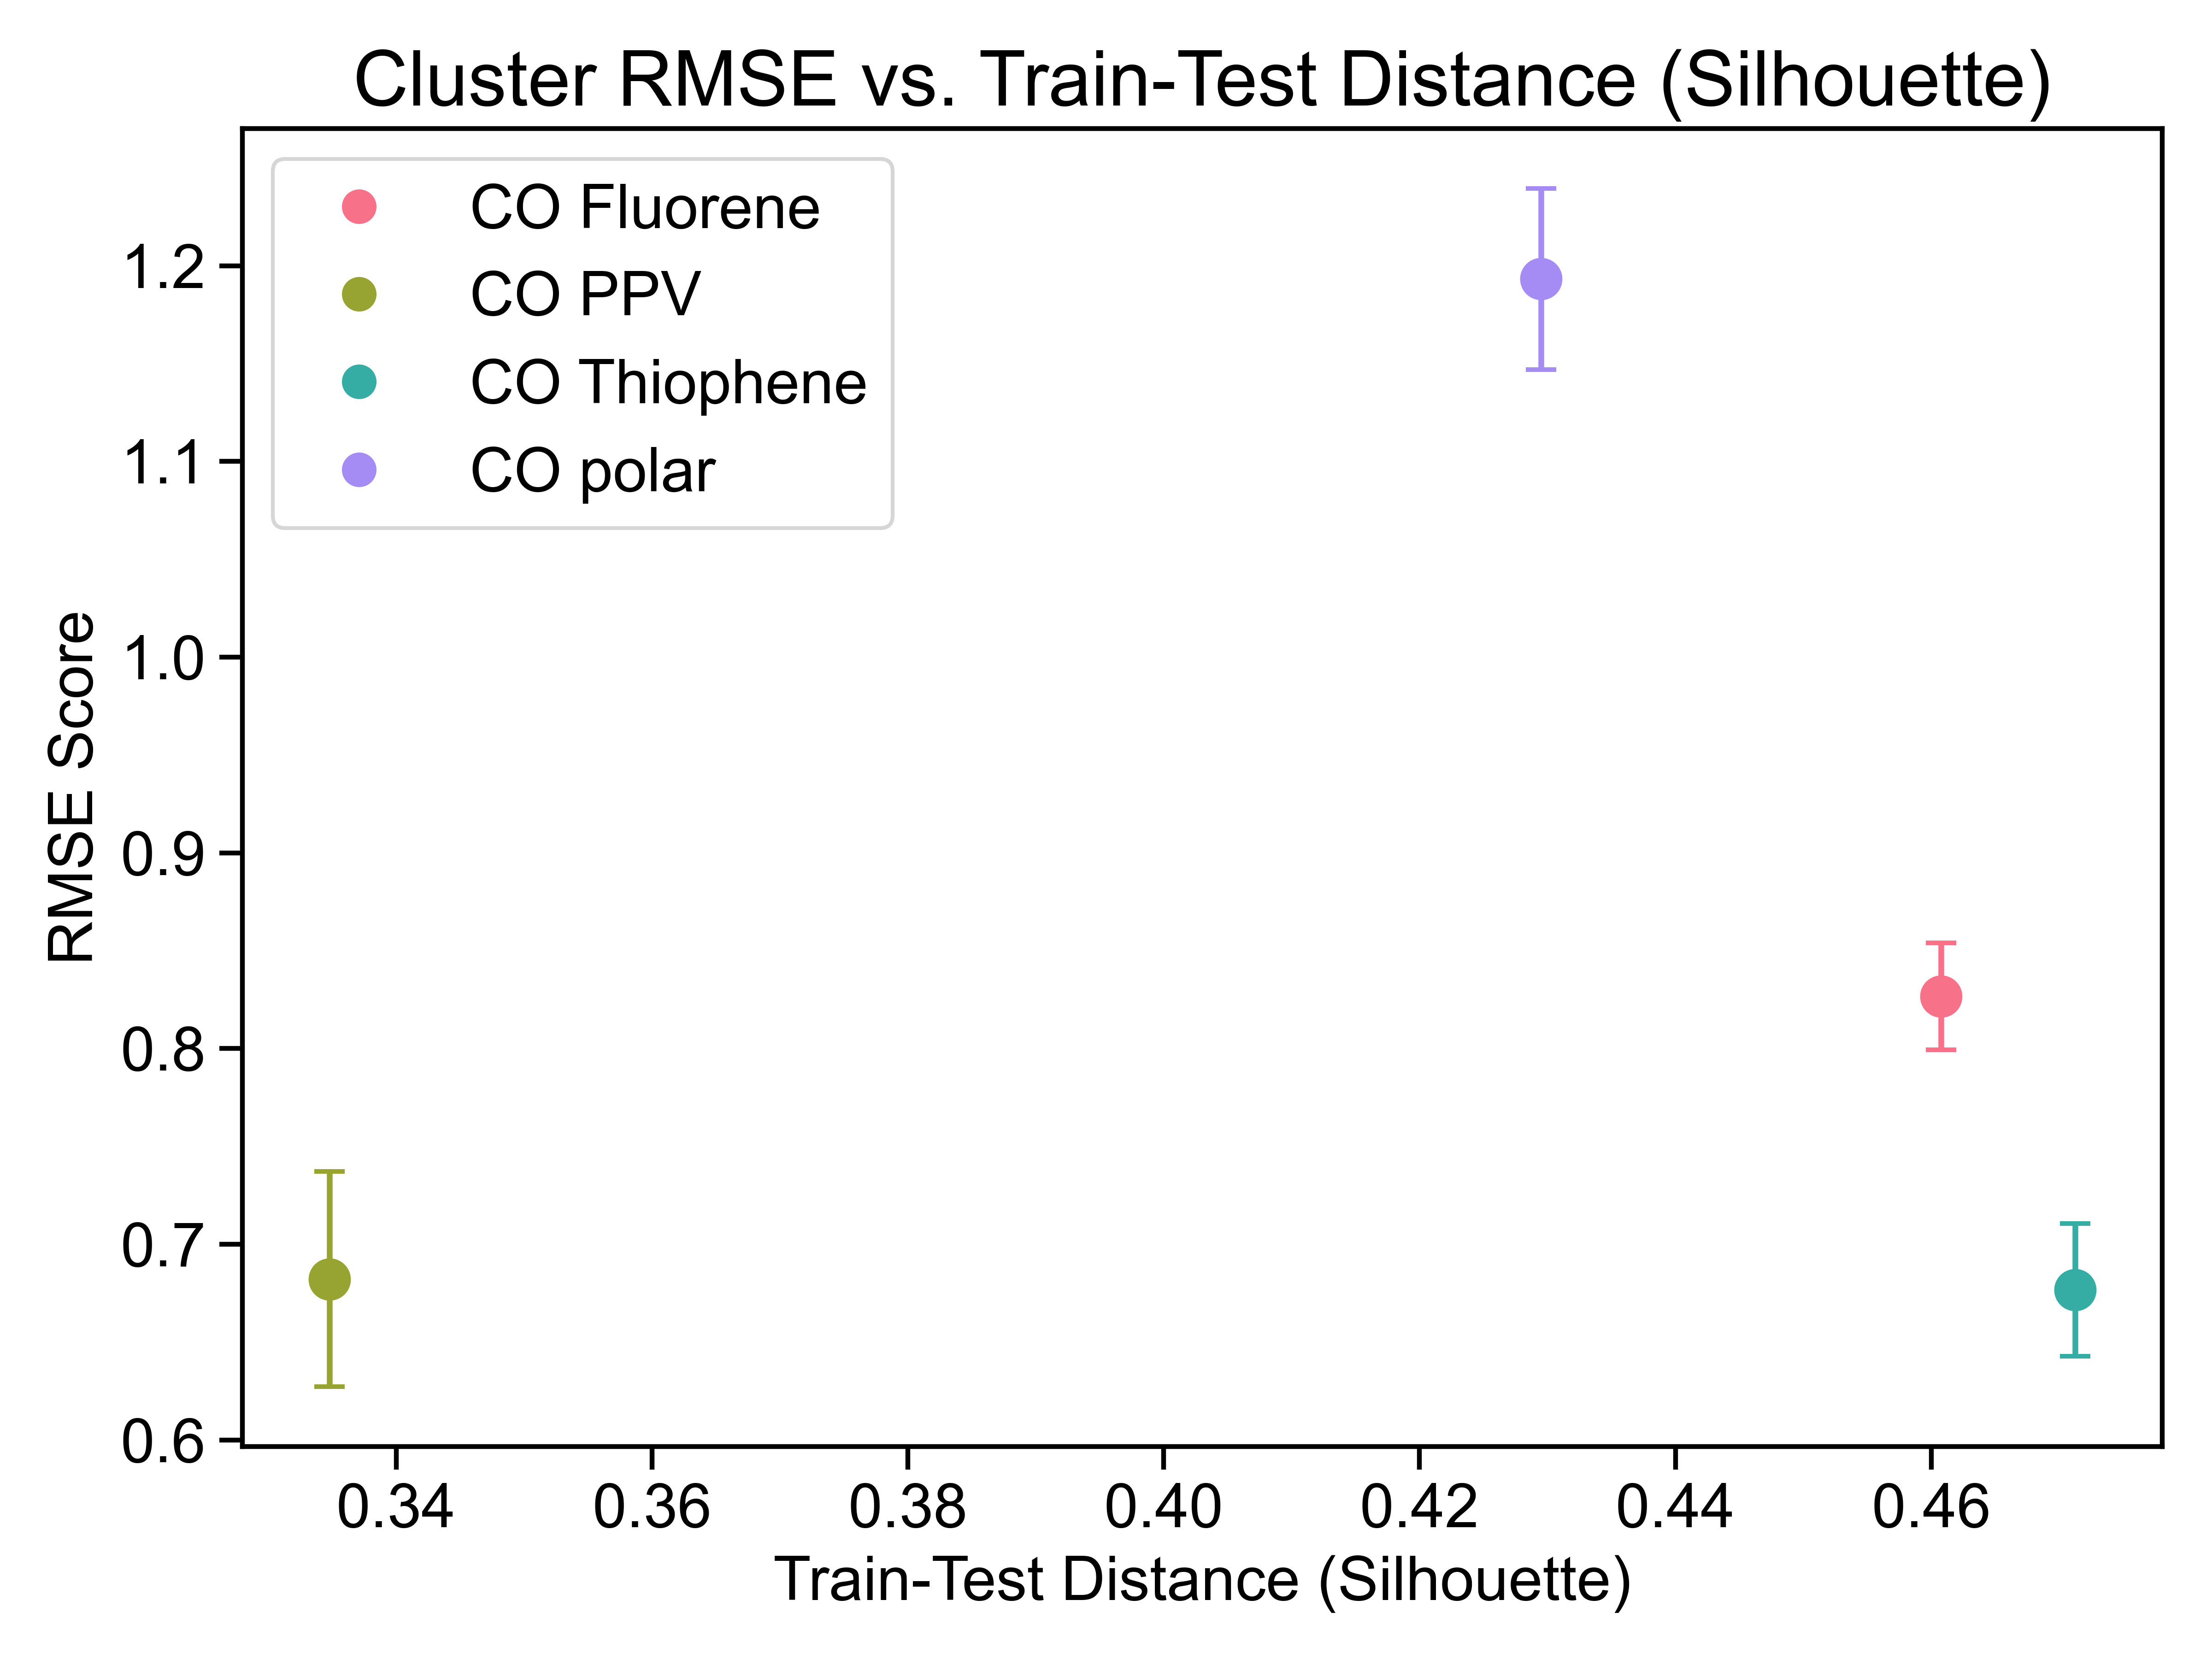 Cluster RMSE vs. Train-Test Distance (Silhouette)
CO Fluorene
CO PPV
CO Thiophene
CO polar
RMSE Score
1.2
1.1
1.0
0.9
0.8
0.7
0.6
0.34 0.36 0.38 0.40 0.42 0.44 0.46
Train-Test Distance (Silhouette)